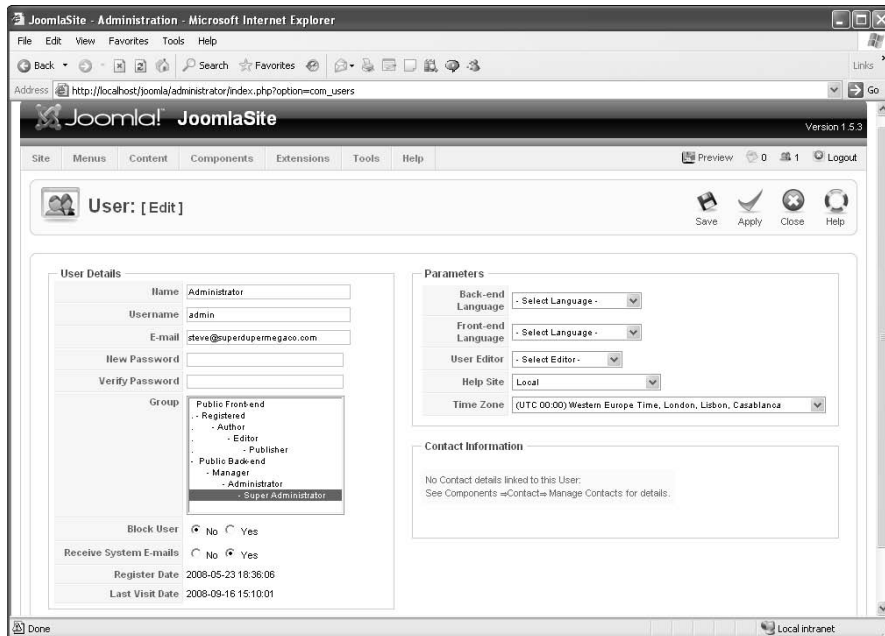 JoomlaSite - Administration - Microsoft Internet Explorer
File Edit View Favorites Tools Help
Back Search Favorites Links
Address http://localhost/joomla/administrator/index.php?option=com_users Go
Joomla! JoomlaSite
Version 1.5.3
Site Menus Content Components Extensions Tools Help Preview 0 1 Logout
User: [Edit]
Save Apply Close Help
User Details
Name Administrator
Username admin
E-mail steve@superdupermegaco.com
New Password
Verify Password
Group Public Front-end
- Registered
- Author
- Editor
- Publisher
- Public Back-end
- Manager
- Administrator
- Super Administrator
Block User No Yes
Receive System E-mails No Yes
Register Date 2008-05-23 18:36:06
Last Visit Date 2008-09-16 15:10:01
Parameters
Back-end Language - Select Language -
Front-end Language - Select Language -
User Editor - Select Editor -
Help Site Local
Time Zone (UTC 00:00) Western Europe Time, London, Lisbon, Casablanca
Contact Information
No Contact details linked to this User:
See Components ⇒Contact⇒ Manage Contacts for details.
Done Local intranet